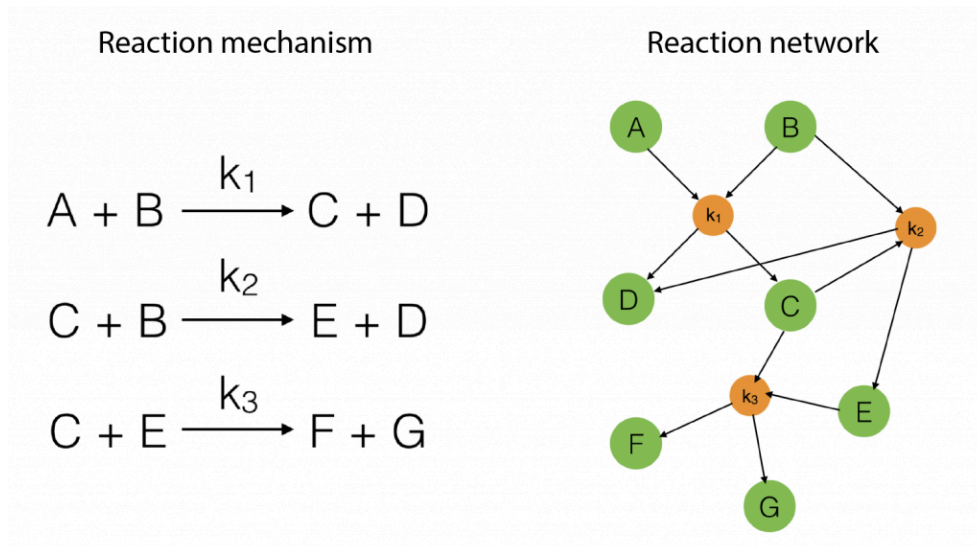 Reaction mechanism
k₁
A + B → C + D
k₂
C + B → E + D
k₃
C + E → F + G
Reaction network
A
B
k₁
k₂
D
C
k₃
E
F
G